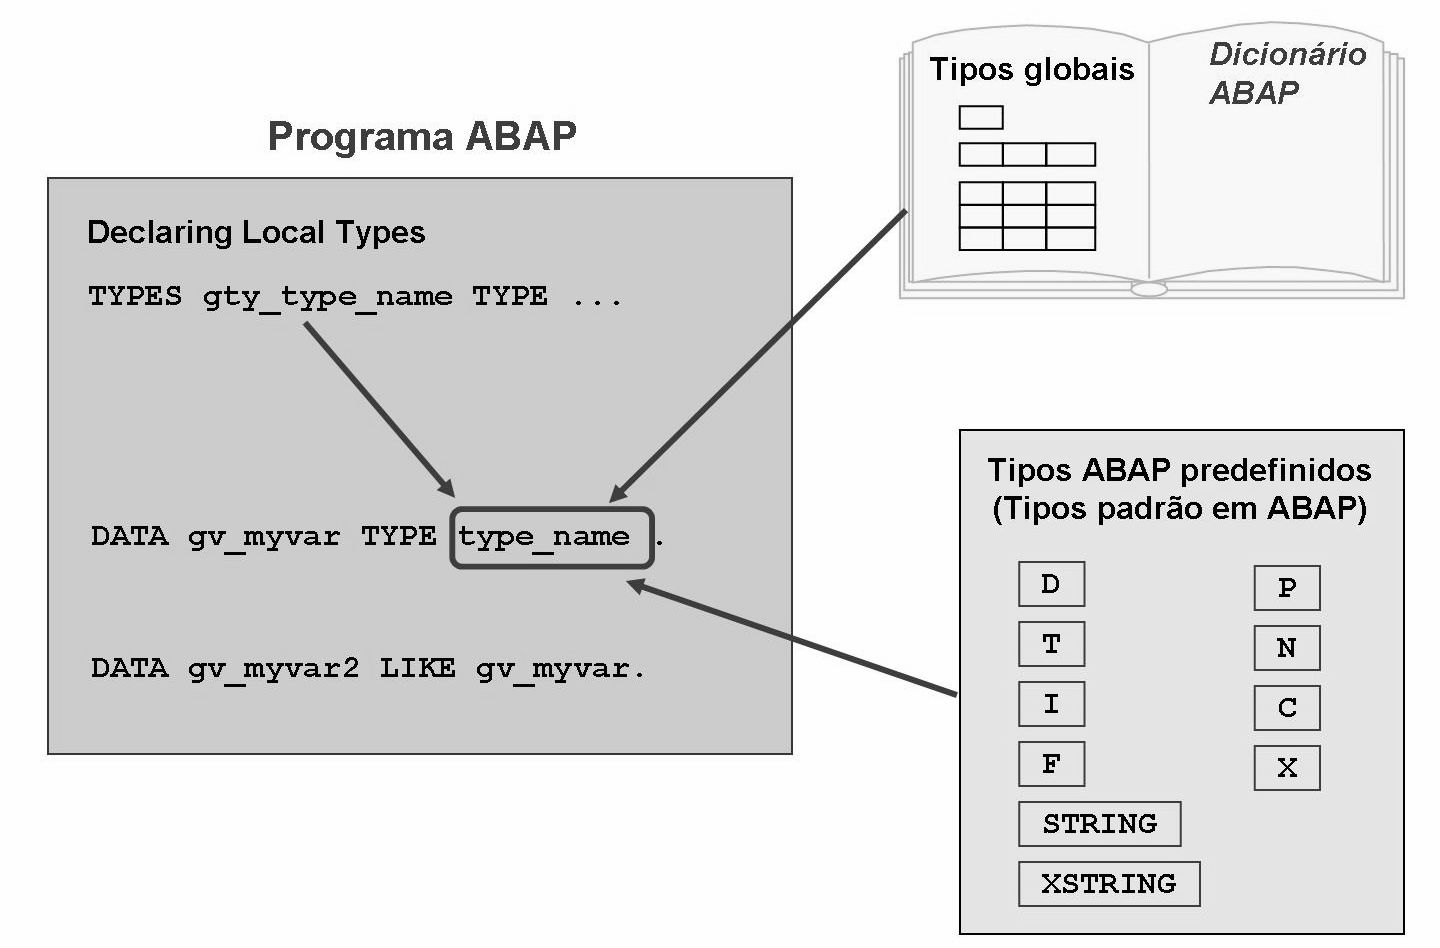 Tipos globais
Dicionário
ABAP
Programa ABAP
Declaring Local Types
TYPES gty_type_name TYPE ...
DATA gv_myvar TYPE type_name .
DATA gv_myvar2 LIKE gv_myvar.
Tipos ABAP predefinidos
(Tipos padrão em ABAP)
D
T
I
F
STRING
XSTRING
P
N
C
X